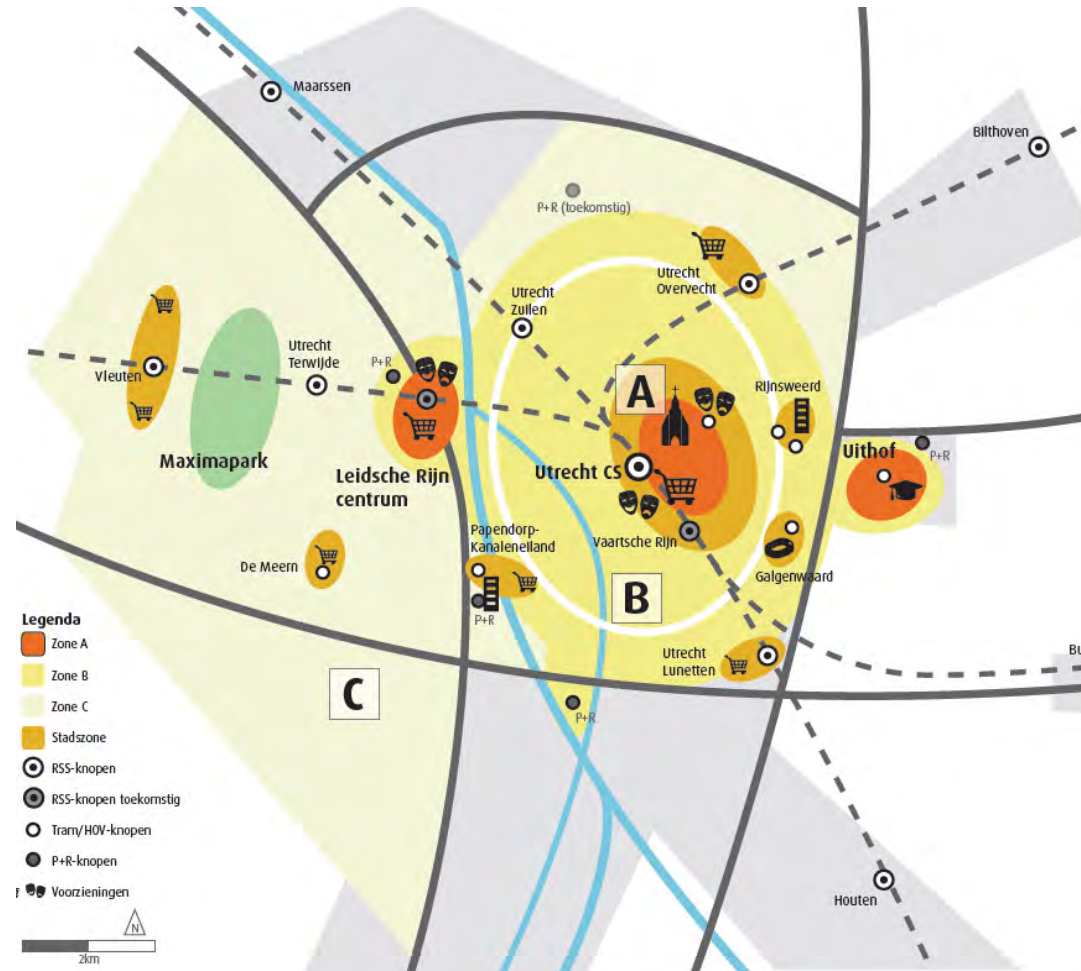 Maarssen
Bilthoven
P+R (toekomstig)
Utrecht
Overvecht
Utrecht
Zuilen
Utrecht
Terwijde
P+R
Vleuten
A
Rijnsweerd
Maximapark
Leidsche Rijn
centrum
Utrecht CS
Uithof
P+R
Papendorp-
Kanaleneiland
Vaartsche Rijn
De Meern
Galgenwaard
P+R
B
Utrecht
Lunetten
Bu
C
P+R
Houten
Legenda
Zone A
Zone B
Zone C
Stadszone
RSS-knopen
RSS-knopen toekomstig
Tram/HOV-knopen
P+R-knopen
Voorzieningen
N
2km